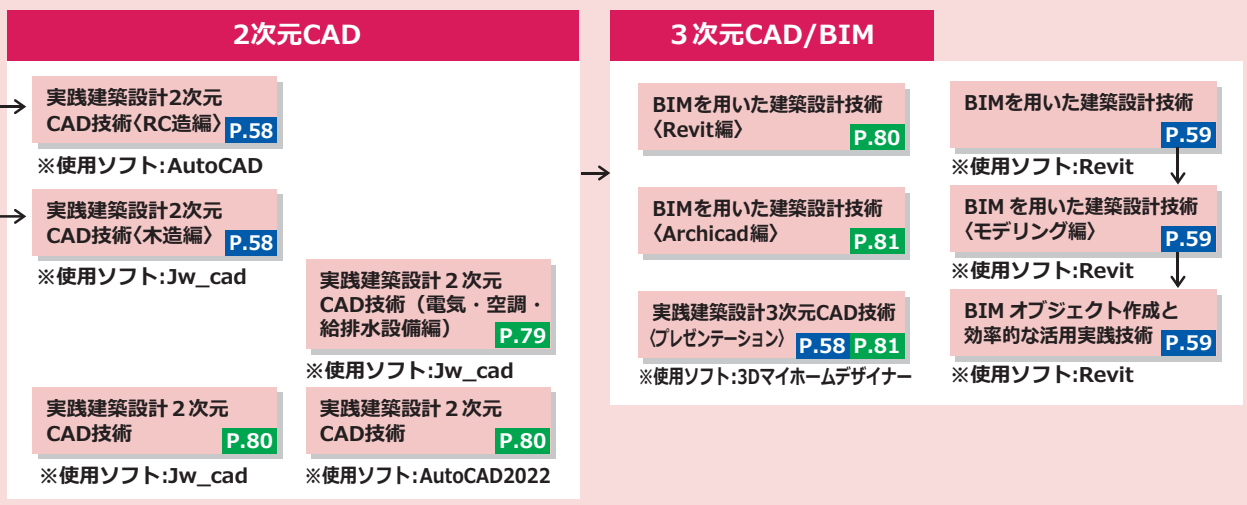 2次元CAD
実践建築設計2次元
CAD技術〈RC造編〉 P.58
※使用ソフト:AutoCAD
実践建築設計2次元
CAD技術〈木造編〉 P.58
※使用ソフト:Jw_cad
実践建築設計２次元
CAD技術（電気・空調・
給排水設備編） P.79
※使用ソフト:Jw_cad
実践建築設計２次元
CAD技術 P.80
※使用ソフト:Jw_cad
実践建築設計２次元
CAD技術 P.80
※使用ソフト:AutoCAD2022
３次元CAD/BIM
BIMを用いた建築設計技術
〈Revit編〉 P.80
BIMを用いた建築設計技術
〈Archicad編〉 P.81
実践建築設計3次元CAD技術
〈プレゼンテーション〉 P.58 P.81
※使用ソフト:3Dマイホームデザイナー
BIMを用いた建築設計技術
P.59
※使用ソフト:Revit
BIM を用いた建築設計技術
〈モデリング編〉 P.59
※使用ソフト:Revit
BIM オブジェクト作成と
効率的な活用実践技術 P.59
※使用ソフト:Revit